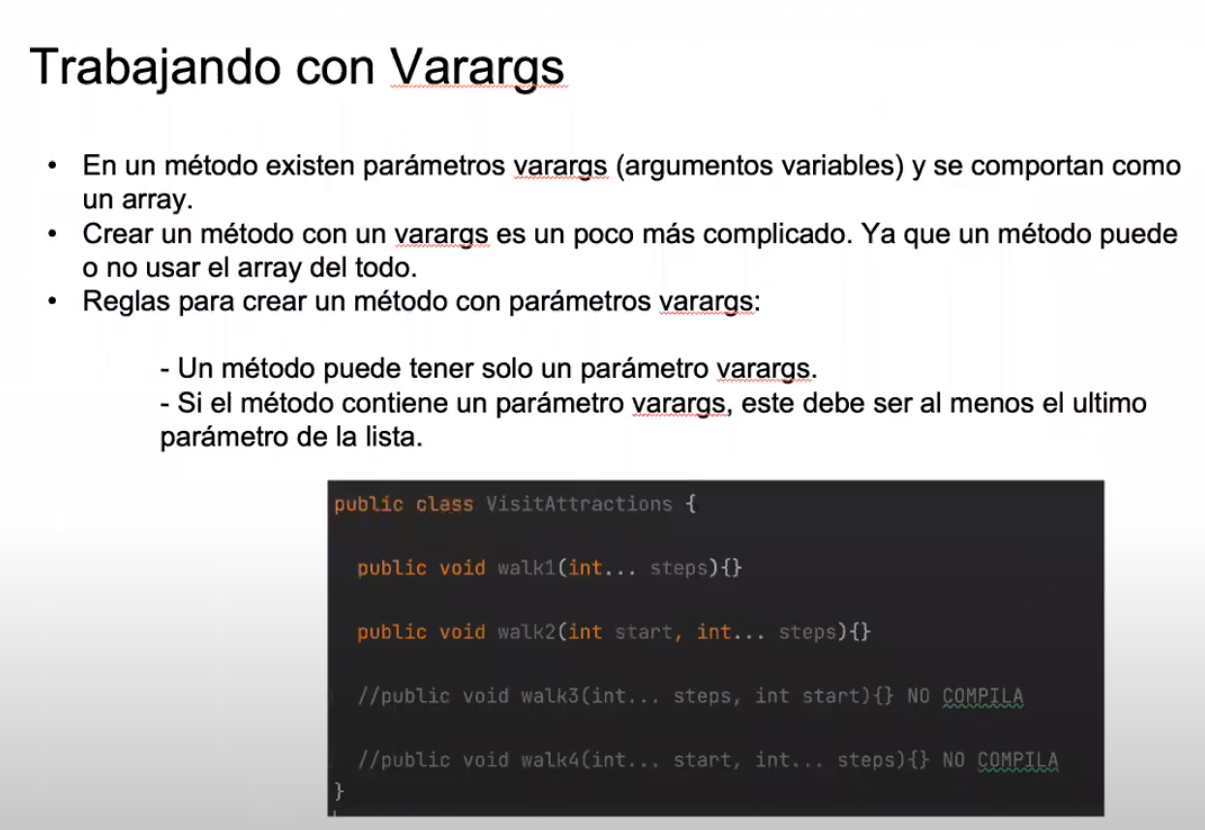 Trabajando con Varargs
• En un método existen parámetros varargs (argumentos variables) y se comportan como
un array.
• Crear un método con un varargs es un poco más complicado. Ya que un método puede
o no usar el array del todo.
• Reglas para crear un método con parámetros varargs:
- Un método puede tener solo un parámetro varargs.
- Si el método contiene un parámetro varargs, este debe ser al menos el ultimo
parámetro de la lista.
public class VisitAttractions {
public void walk1(int... steps){}
public void walk2(int start, int... steps){}
//public void walk3(int... steps, int start){} NO COMPILA
//public void walk4(int... start, int... steps){} NO COMPILA
}